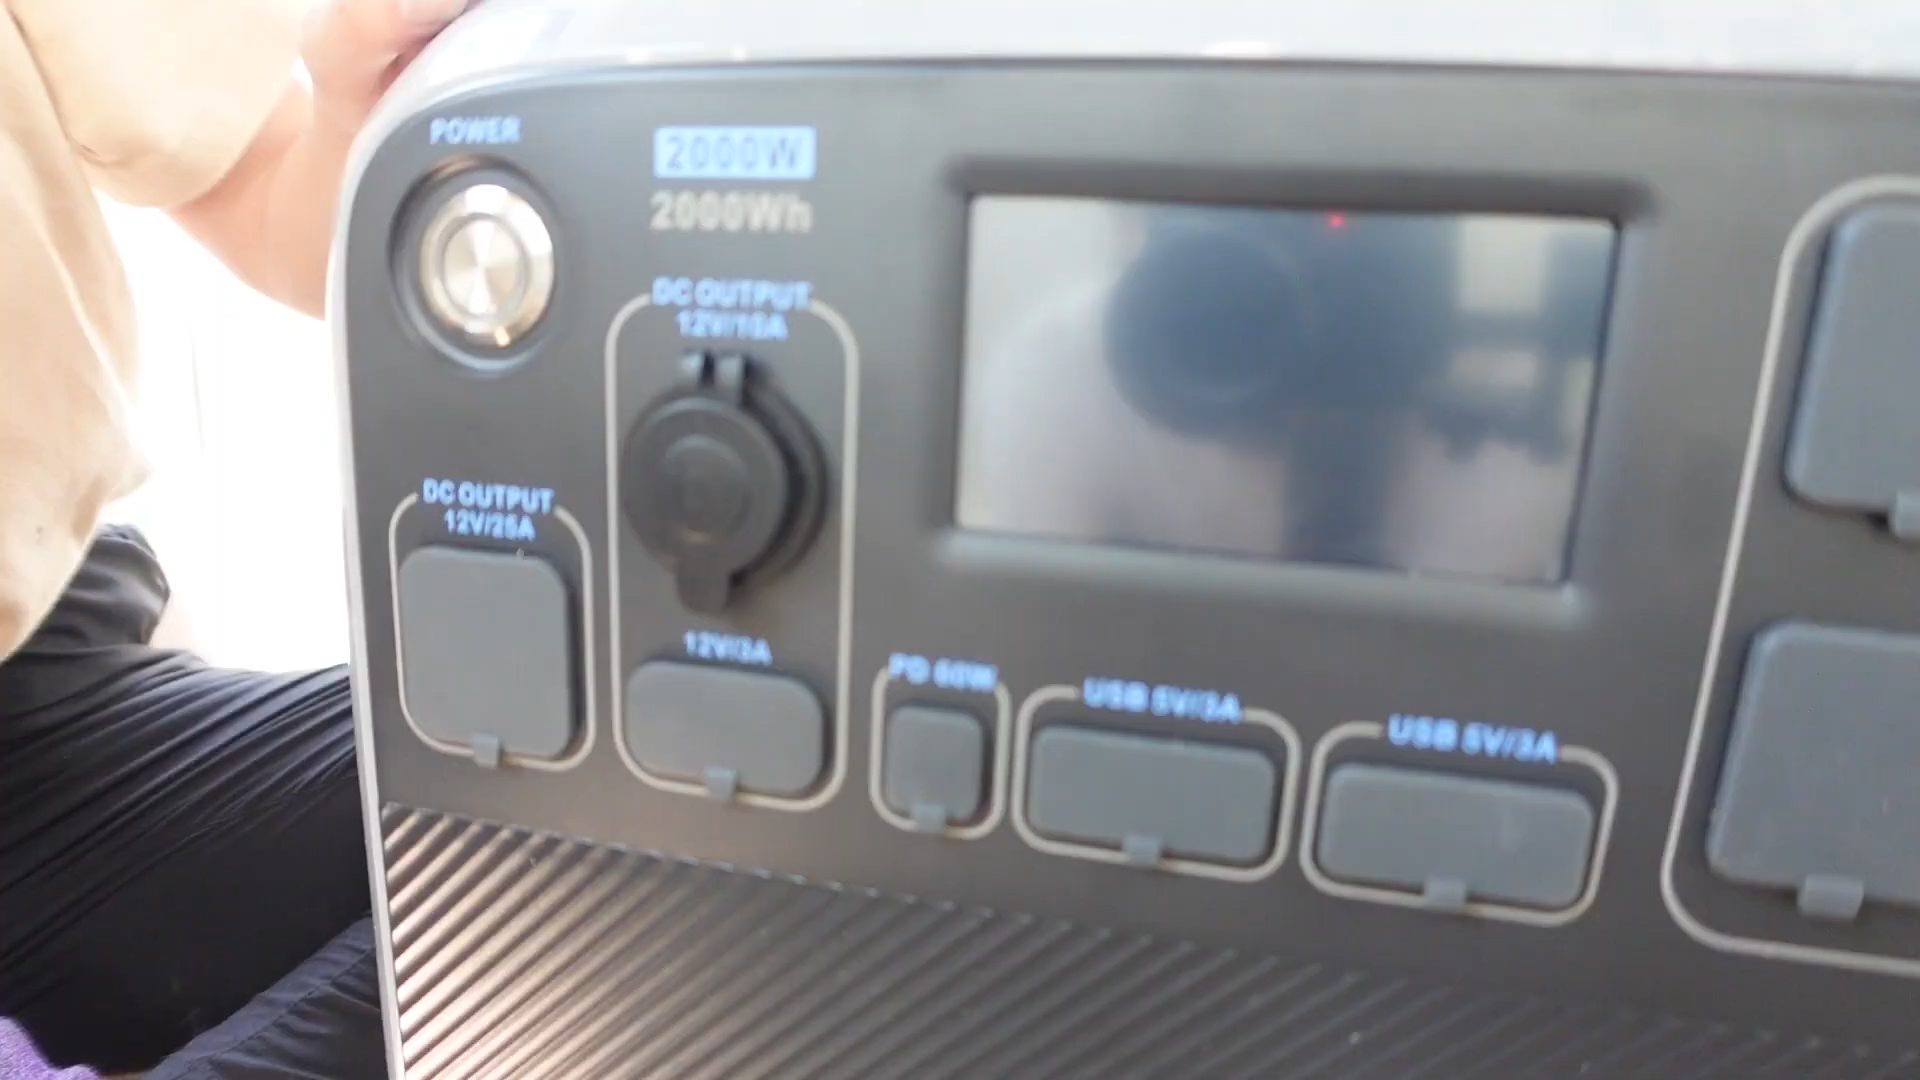 POWER
2000W
2000Wh
DC OUTPUT
12V/10A
DC OUTPUT
12V/25A
12V/3A
PD 60W
USB 5V/3A
USB 5V/3A